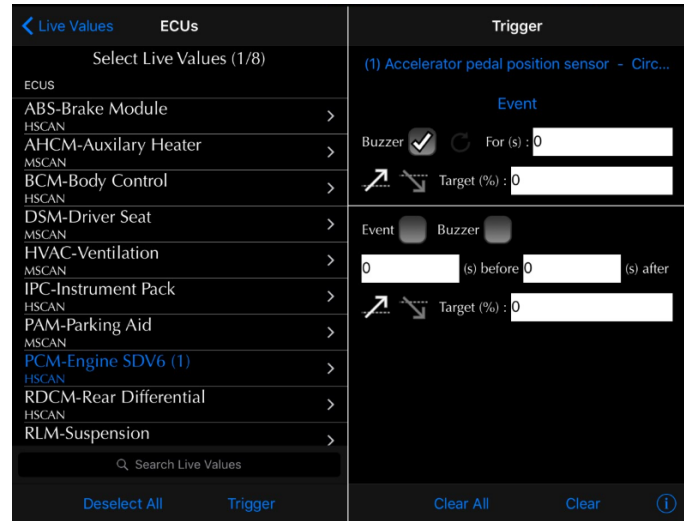 Live Values
ECUs
Select Live Values (1/8)
ECUS
ABS-Brake Module
HSCAN
AHCM-Auxilary Heater
MSCAN
BCM-Body Control
HSCAN
DSM-Driver Seat
MSCAN
HVAC-Ventilation
MSCAN
IPC-Instrument Pack
HSCAN
PAM-Parking Aid
MSCAN
PCM-Engine SDV6 (1)
HSCAN
RDCM-Rear Differential
HSCAN
RLM-Suspension
Search Live Values
Deselect All Trigger
Trigger
(1) Accelerator pedal position sensor - Circ...
Event
Buzzer For (s) : 0
Target (%) : 0
Event Buzzer
0 (s) before 0 (s) after
Target (%) : 0
Clear All Clear